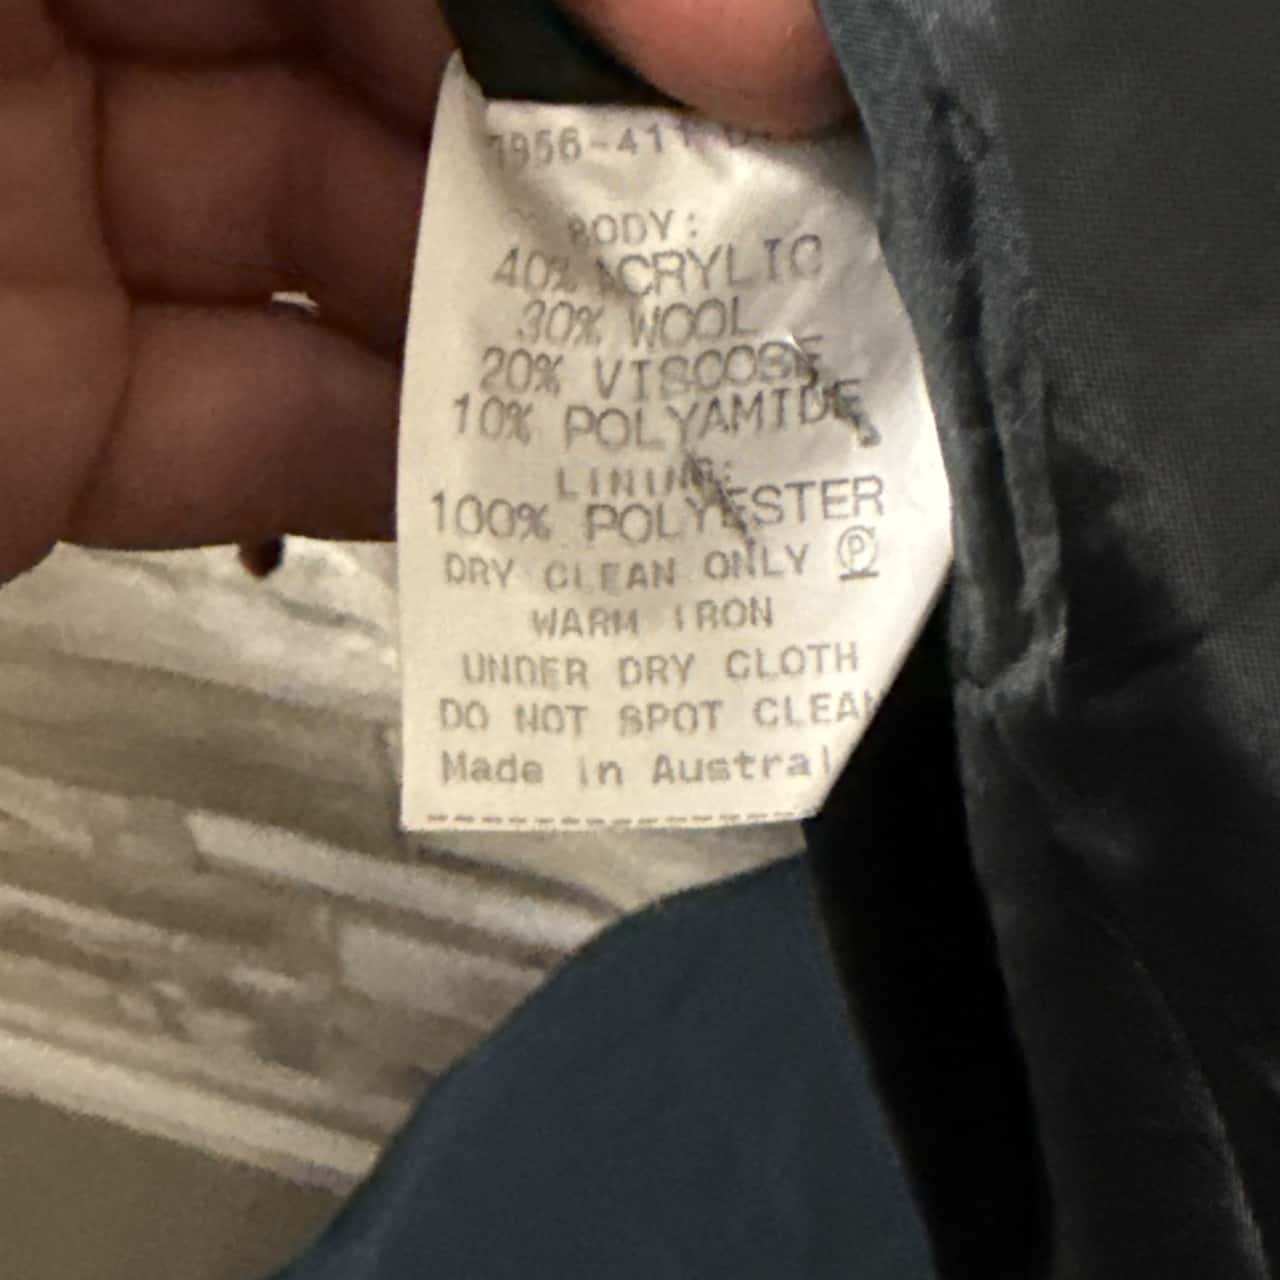 BODY:
40% ACRYLIC
30% WOOL
20% VISCOSE
10% POLYAMIDE
LINING:
100% POLYESTER
DRY CLEAN ONLY P
WARM IRON
UNDER DRY CLOTH
DO NOT SPOT CLEAN
Made in Austral